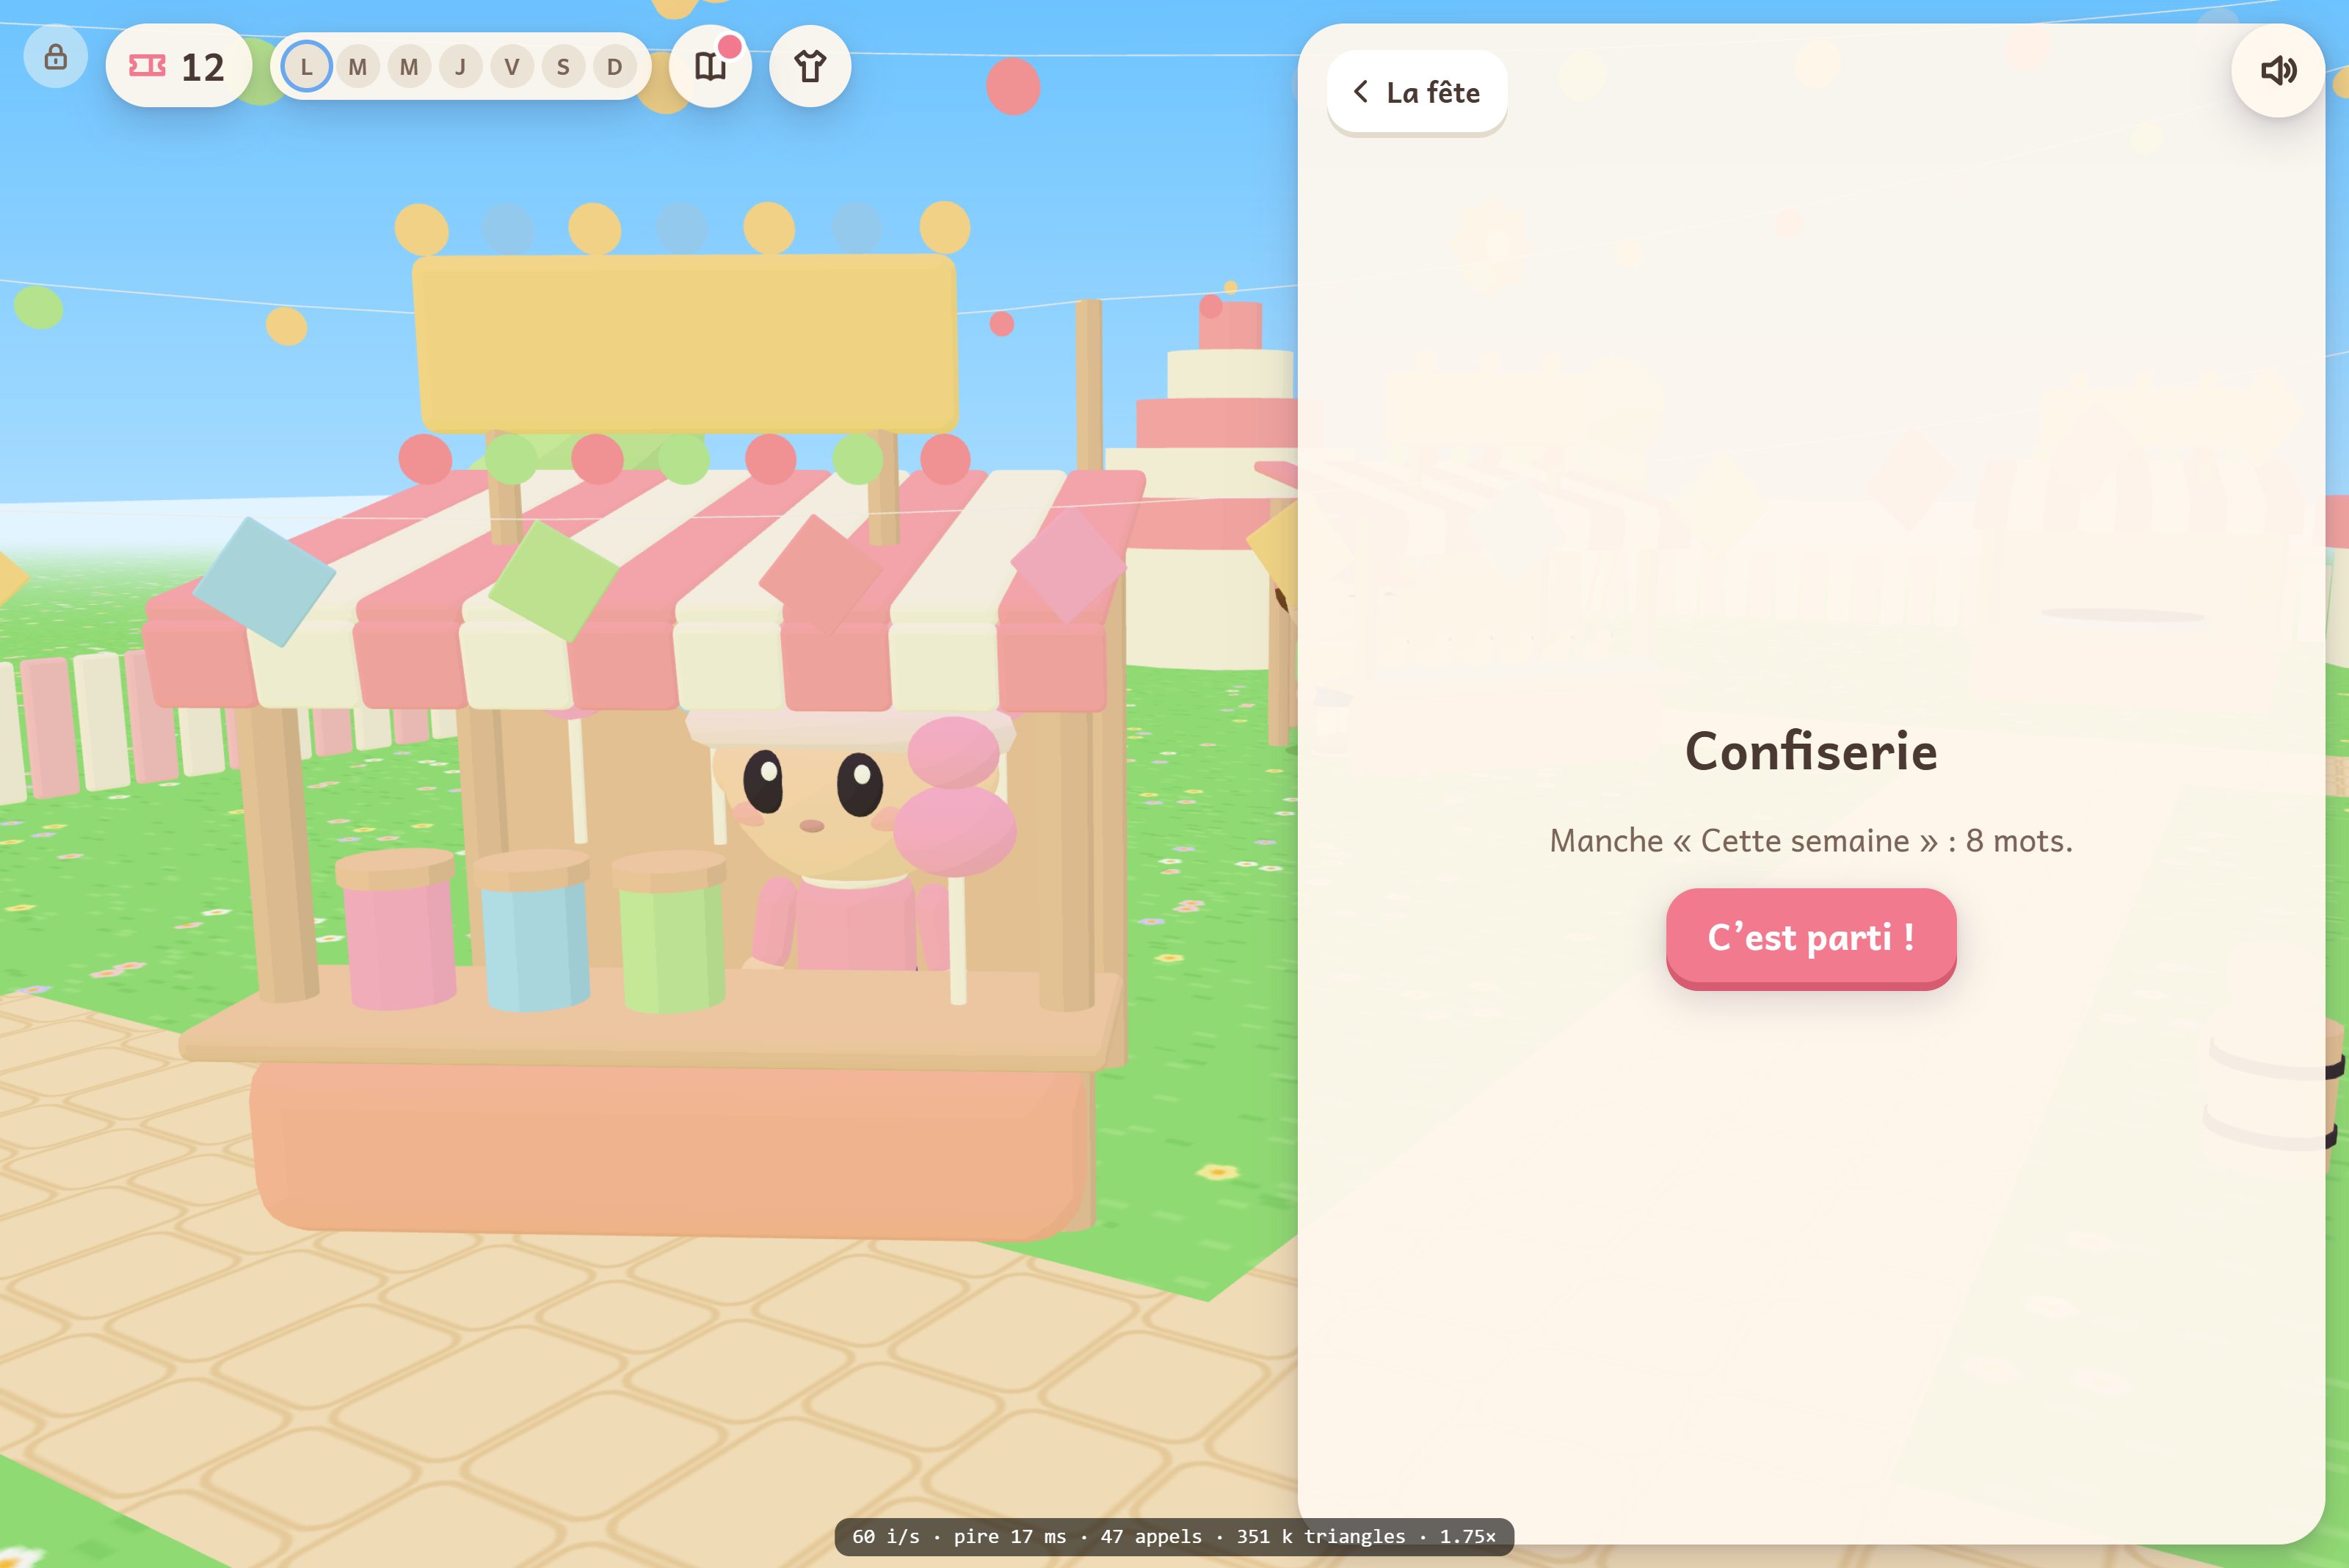 12
L M M J V S D
La fête
Confiserie
Manche « Cette semaine » : 8 mots.
C’est parti !
60 i/s · pire 17 ms · 47 appels · 351 k triangles · 1.75×